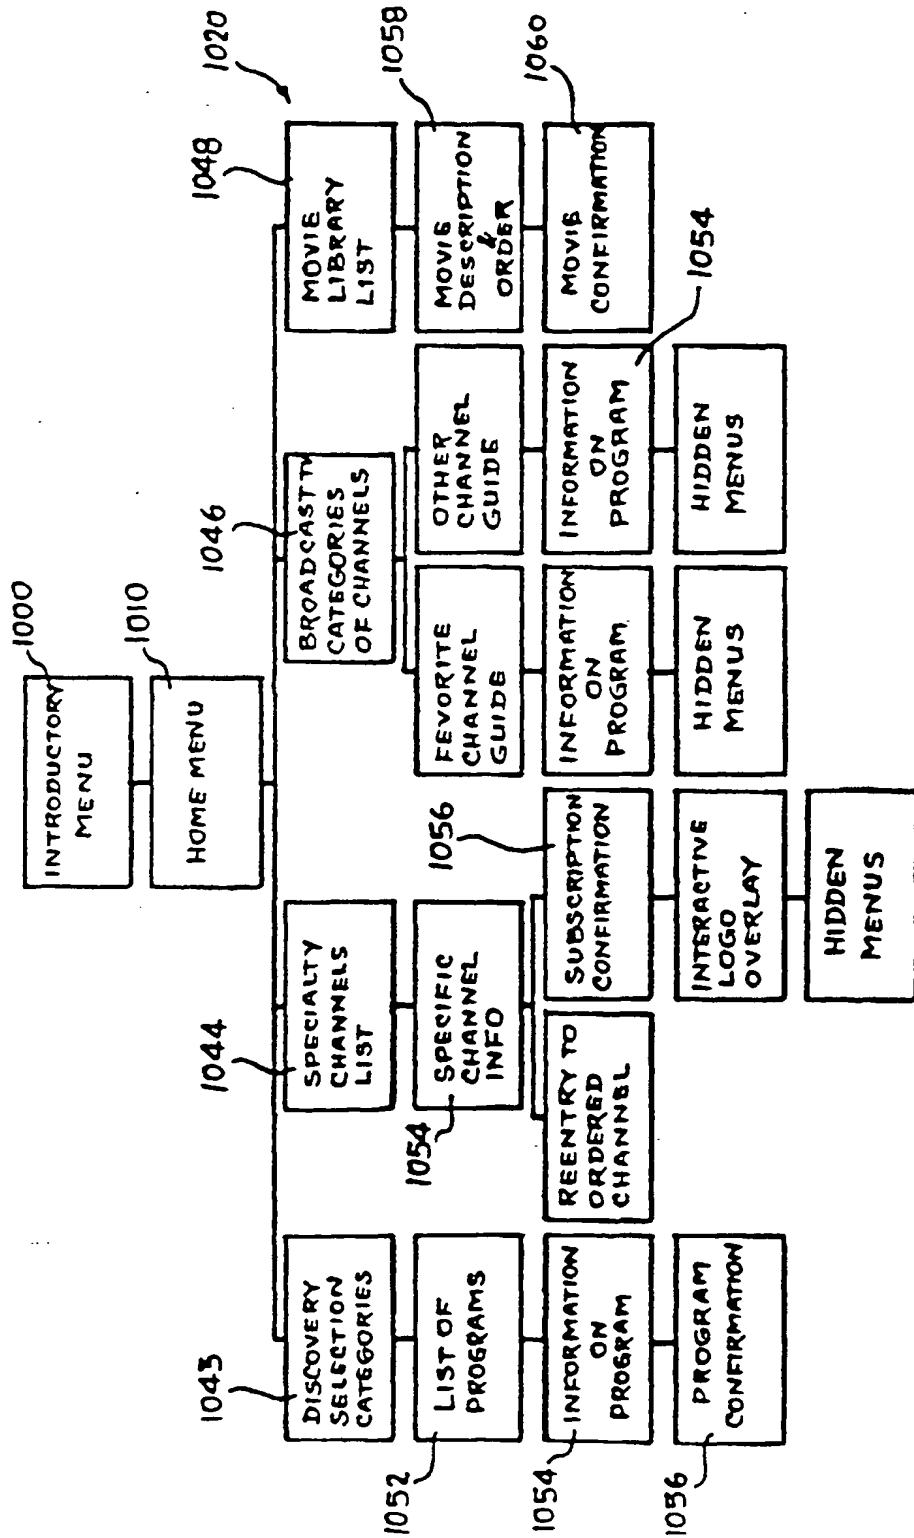 1000
INTRODUCTORY
MENU
1010
HOME MENU
1020
1043
DISCOVERY
SELECTION
CATEGORIES
1044
SPECIALTY
CHANNELS
LIST
1046
BROADCAST TV
CATEGORIES
OF CHANNELS
1048
MOVIE
LIBRARY
LIST
1052
LIST OF
PROGRAMS
1054
SPECIFIC
CHANNEL
INFO
FEVORITE
CHANNEL
GUIDE
OTHER
CHANNEL
GUIDE
1058
MOVIE
DESCRIPTION
&
ORDER
1054
INFORMATION
ON
PROGRAM
REENTRY TO
ORDERED
CHANNEL
1056
SUBSCRIPTION
CONFIRMATION
INFORMATION
ON
PROGRAM
INFORMATION
ON
PROGRAM
1054
1060
MOVIE
CONFIRMATION
1036
PROGRAM
CONFIRMATION
INTERACTIVE
LOGO
OVERLAY
HIDDEN
MENUS
HIDDEN
MENUS
HIDDEN
MENUS